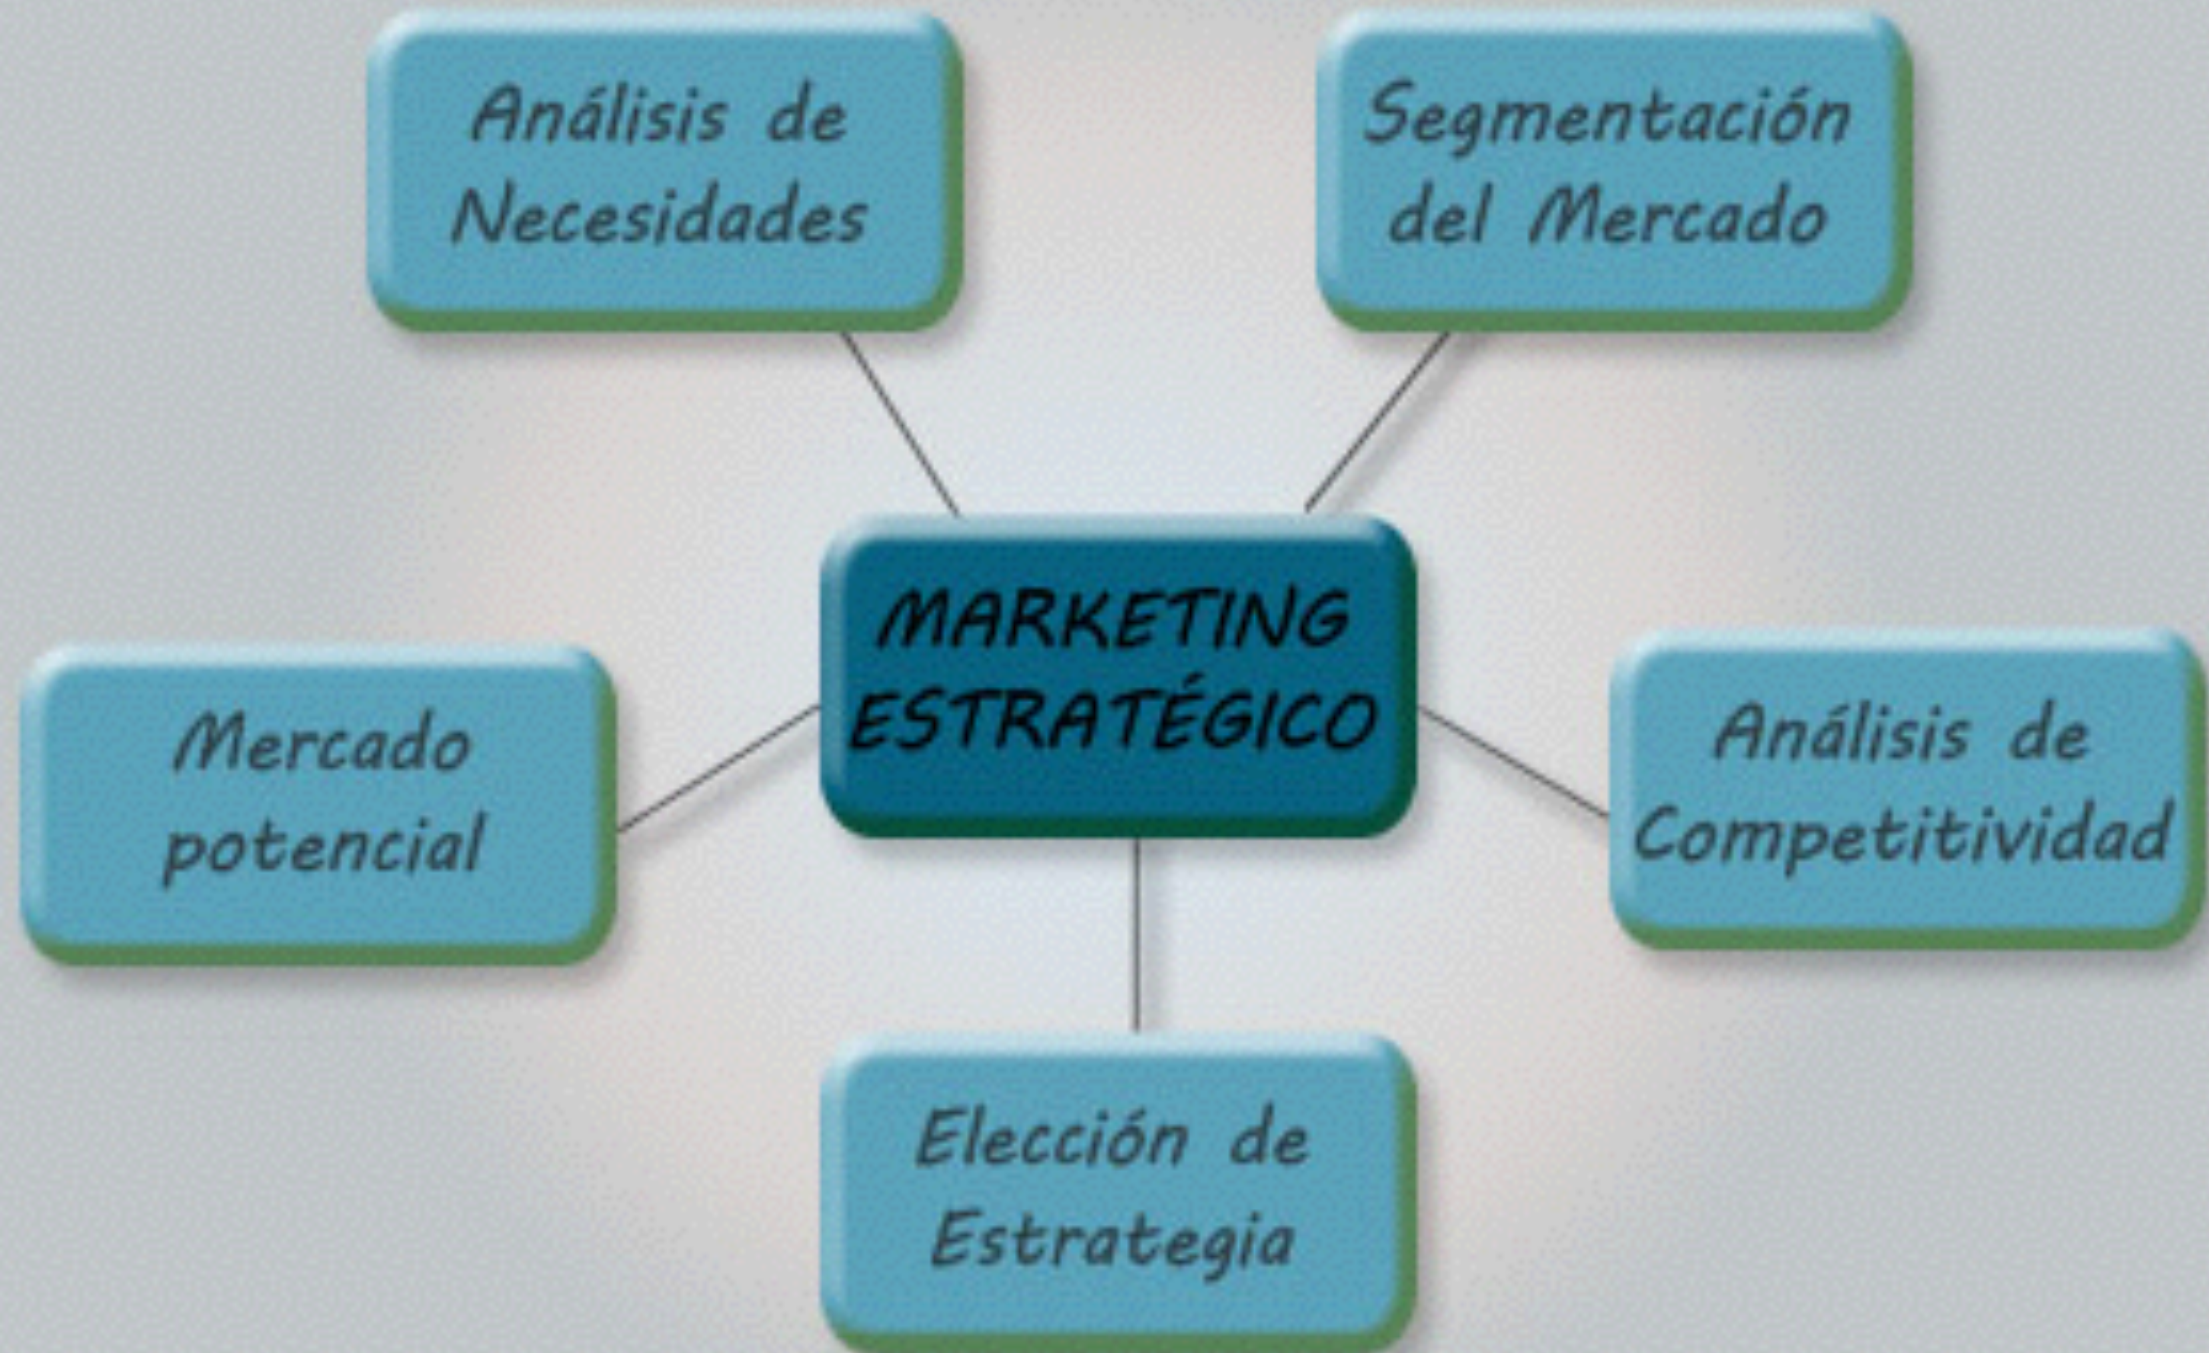 Análisis de
Necesidades
Segmentación
del Mercado
MARKETING
ESTRATÉGICO
Mercado
potencial
Análisis de
Competitividad
Elección de
Estrategia